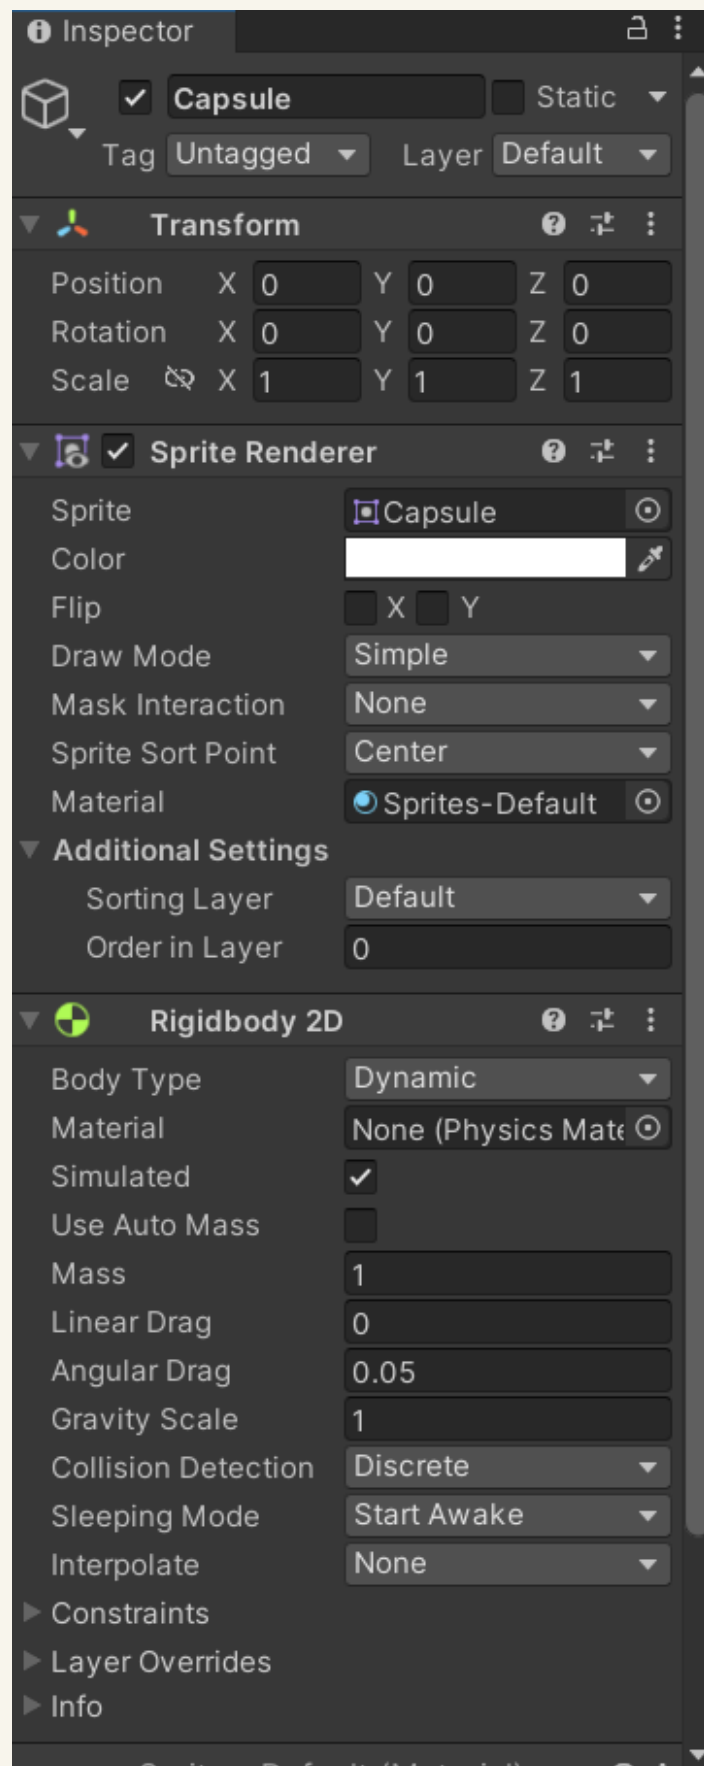 Inspector
Capsule Static
Tag Untagged Layer Default
Transform
Position X 0 Y 0 Z 0
Rotation X 0 Y 0 Z 0
Scale X 1 Y 1 Z 1
Sprite Renderer
Sprite Capsule
Color
Flip X Y
Draw Mode Simple
Mask Interaction None
Sprite Sort Point Center
Material Sprites-Default
Additional Settings
Sorting Layer Default
Order in Layer 0
Rigidbody 2D
Body Type Dynamic
Material None (Physics Mate
Simulated
Use Auto Mass
Mass 1
Linear Drag 0
Angular Drag 0.05
Gravity Scale 1
Collision Detection Discrete
Sleeping Mode Start Awake
Interpolate None
Constraints
Layer Overrides
Info